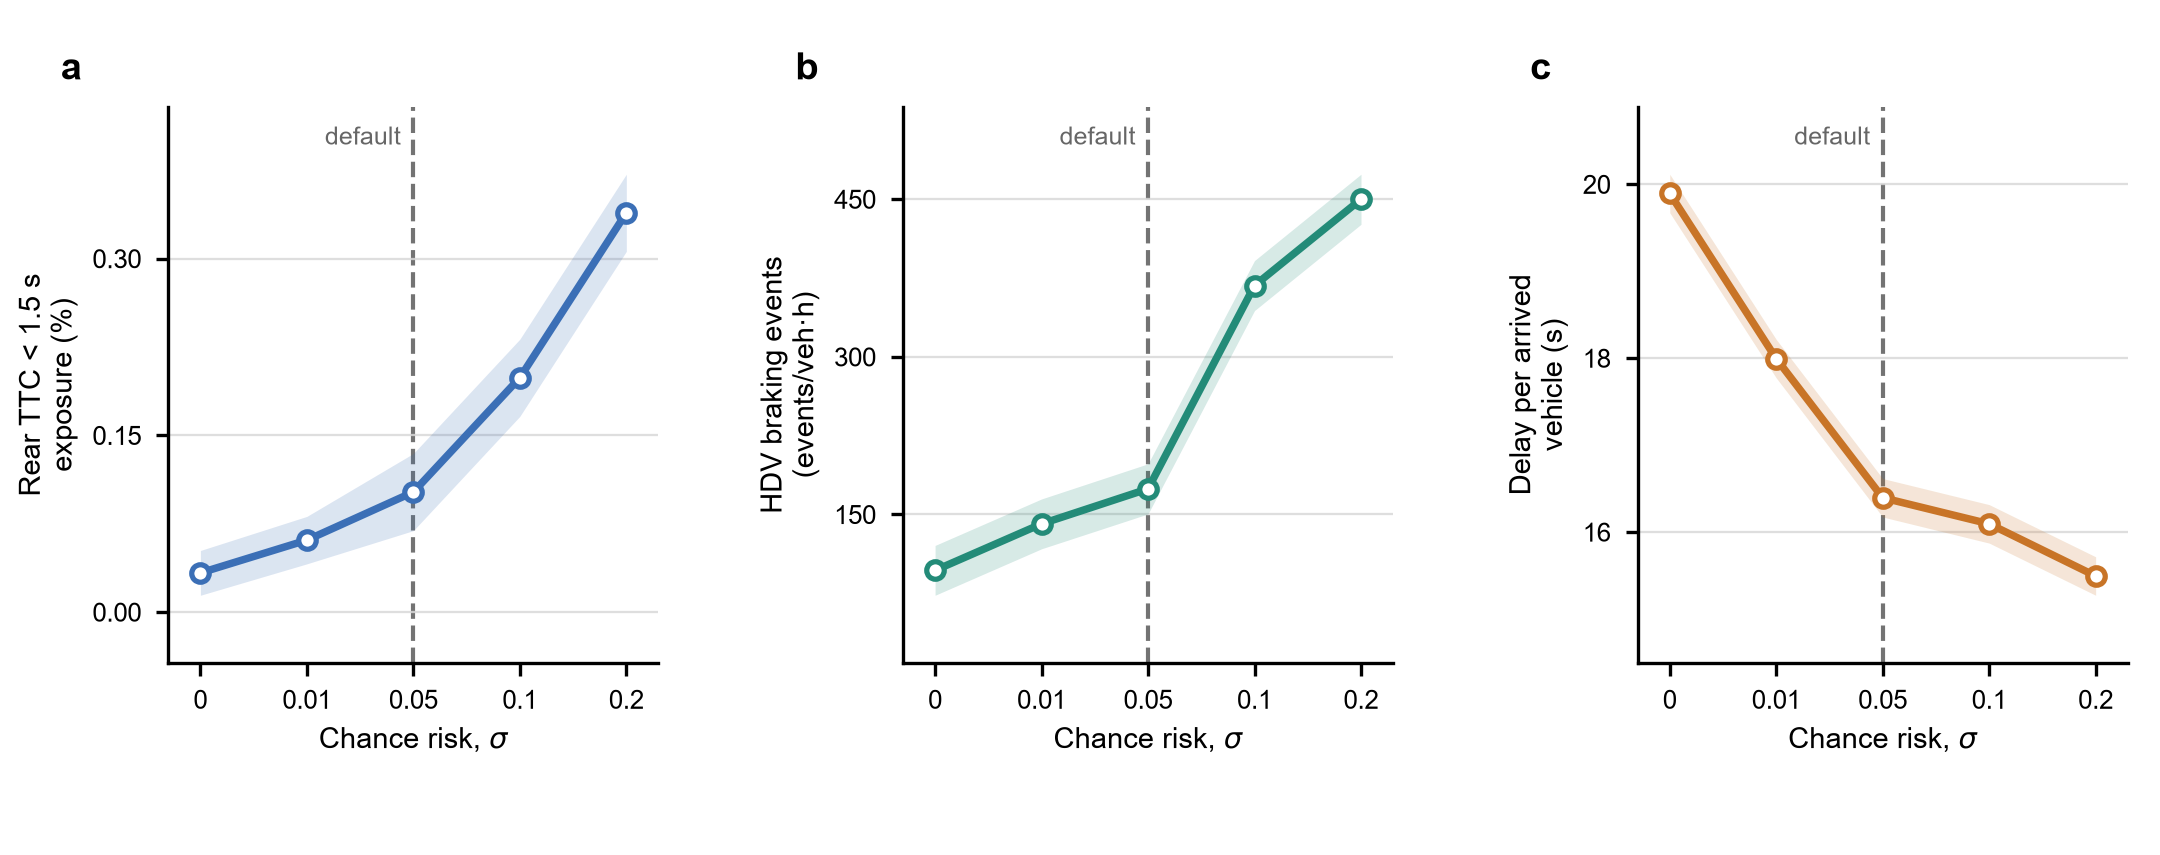 a
default
0.30
0.15
0.00
Rear TTC < 1.5 s
exposure (%)
0 0.01 0.05 0.1 0.2
Chance risk, σ
b
default
450
300
150
HDV braking events
(events/veh·h)
0 0.01 0.05 0.1 0.2
Chance risk, σ
c
default
20
18
16
Delay per arrived
vehicle (s)
0 0.01 0.05 0.1 0.2
Chance risk, σ